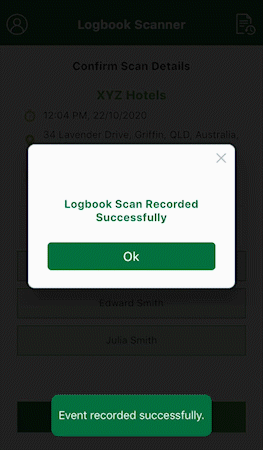 Logbook Scanner
Confirm Scan Details
XYZ Hotels
12:04 PM, 22/10/2020
34 Lavender Drive, Griffin, QLD, Australia,
Logbook Scan Recorded
Successfully
Ok
Edward Smith
Julia Smith
Event recorded successfully.